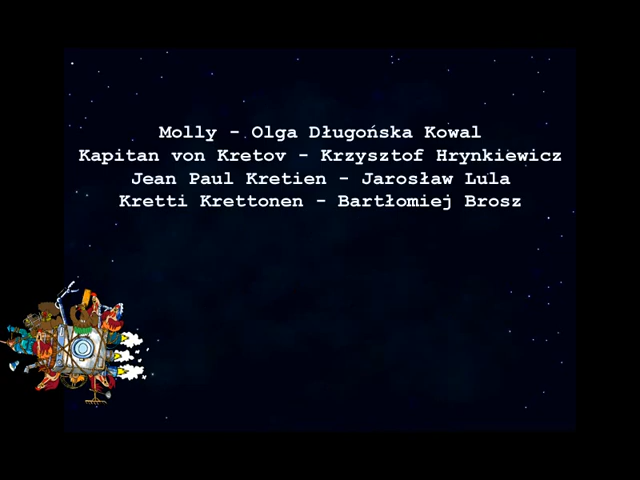 Molly - Olga Długońska Kowal
Kapitan von Kretov - Krzysztof Hrynkiewicz
Jean Paul Kretien - Jarosław Lula
Kretti Krettonen - Bartłomiej Brosz